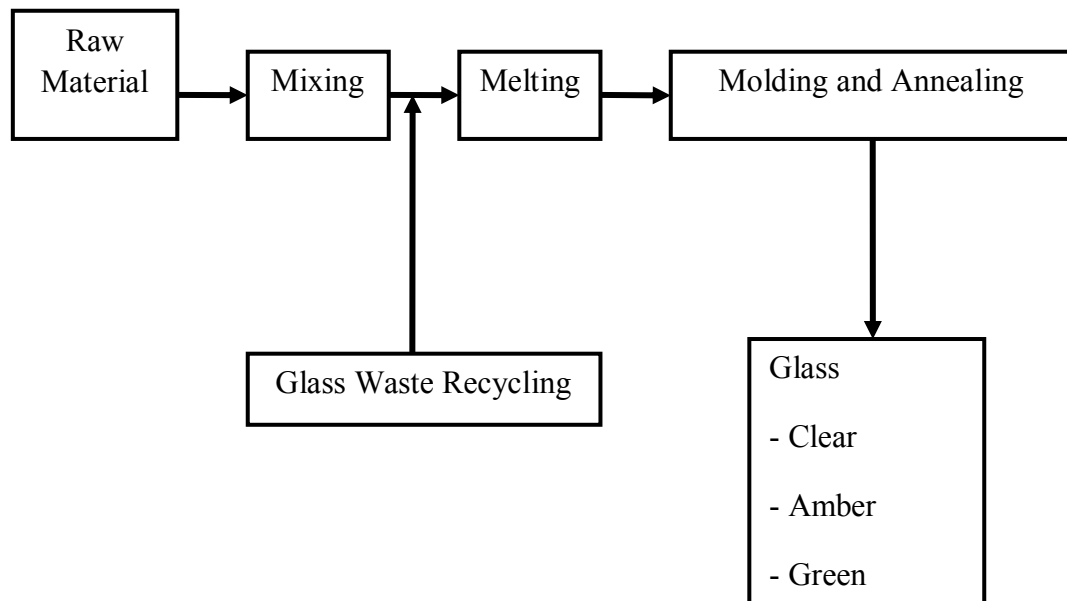 Raw
Material
Mixing
Melting
Molding and Annealing
Glass Waste Recycling
Glass
- Clear
- Amber
- Green